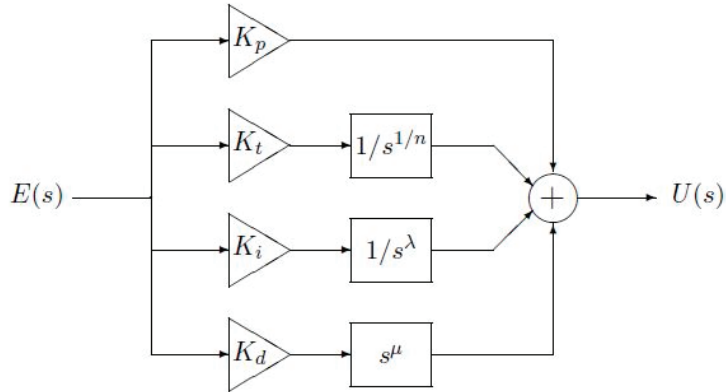 K_p
K_t
1/s^{1/n}
E(s)
+
U(s)
K_i
1/s^λ
K_d
s^μ